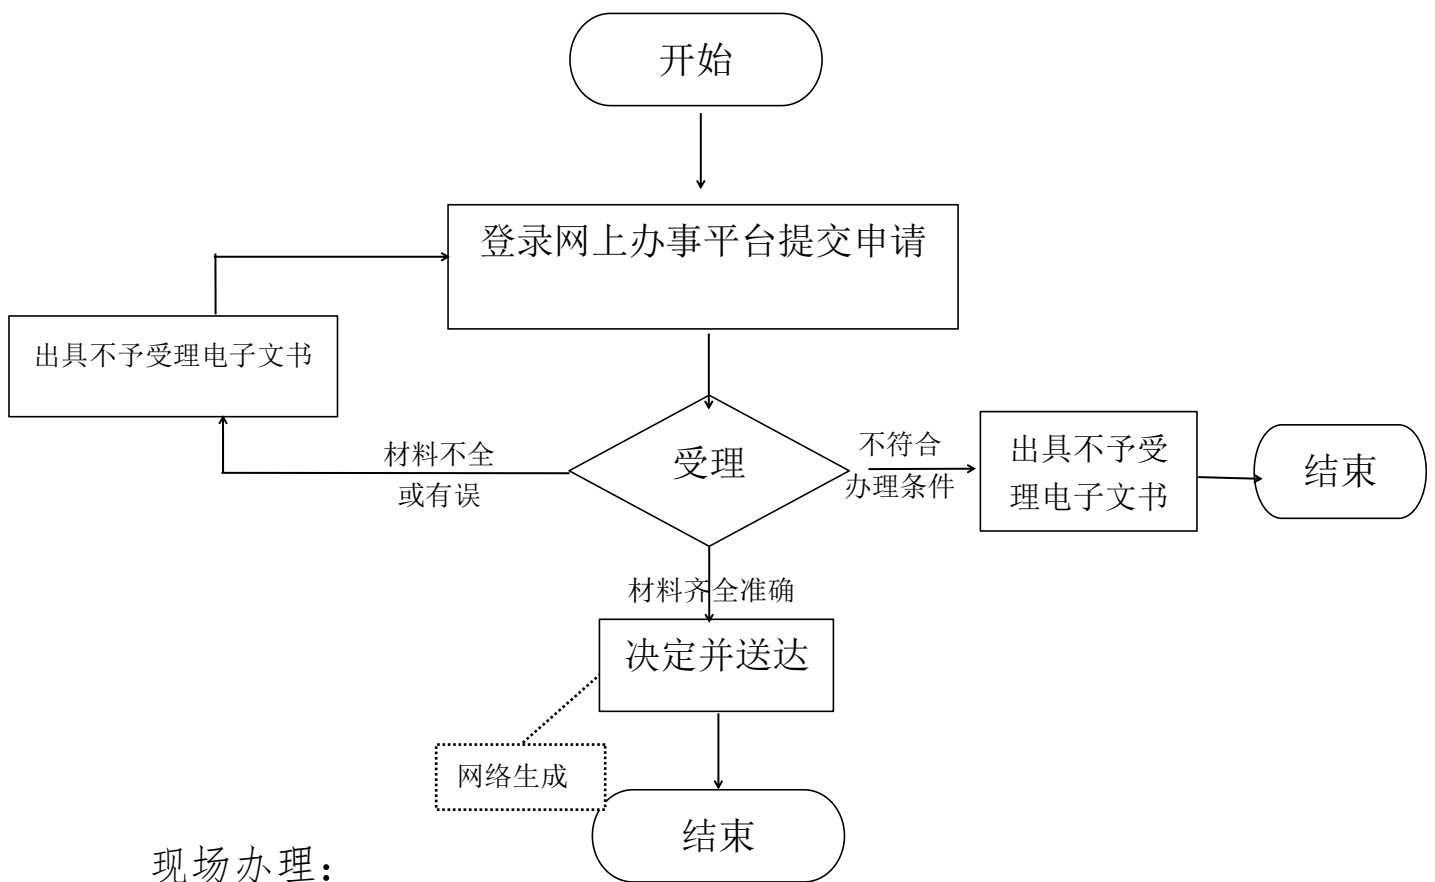 开始
登录网上办事平台提交申请
出具不予受理电子文书
材料不全
或有误
受理
不符合
办理条件
出具不予受
理电子文书
结束
材料齐全准确
决定并送达
网络生成
结束
现场办理：